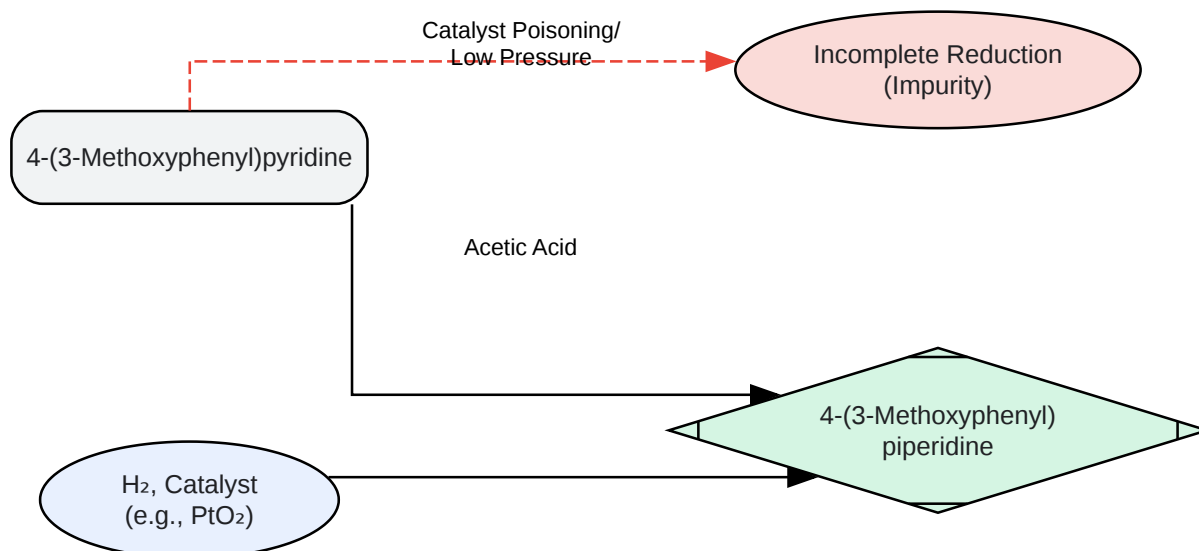 Catalyst Poisoning/
Low Pressure
Incomplete Reduction
(Impurity)
4-(3-Methoxyphenyl)pyridine
Acetic Acid
4-(3-Methoxyphenyl)
piperidine
H₂, Catalyst
(e.g., PtO₂)